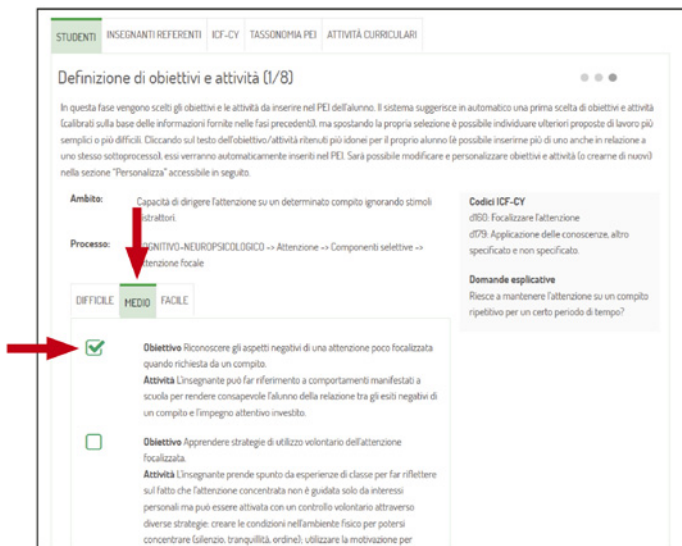 STUDENTI INSEGNANTI REFERENTI ICF-CY TASSONOMIA PEI ATTIVITÀ CURRICULARI
Definizione di obiettivi e attività (1/8)
In questa fase vengono scelti gli obiettivi e le attività da inserire nel PEI dell'alunno. Il sistema suggerisce in automatico una prima scelta di obiettivi e attività
(calibrati sulla base delle informazioni fornite nelle fasi precedenti), ma spostando la propria selezione è possibile individuare ulteriori proposte di lavoro più
semplici o più difficili. Cliccando sul testo dell'obiettivo/attività ritenuti più idonei per il proprio alunno (è possibile inserirne più di uno anche in relazione a
uno stesso sottoprocesso), essi verranno automaticamente inseriti nel PEI. Sarà possibile modificare e personalizzare obiettivi e attività (o crearne di nuovi)
nella sezione "Personalizza" accessibile in seguito.
Ambito: Capacità di dirigere l'attenzione su un determinato compito ignorando stimoli
distrattori.
Processo: COGNITIVO-NEUROPSICOLOGICO -> Attenzione -> Componenti selettive ->
attenzione focale
Codici ICF-CY
d160: Focalizzare l'attenzione
d179: Applicazione delle conoscenze, altro
specificato e non specificato.
Domande esplicative
Riesce a mantenere l'attenzione su un compito
ripetitivo per un certo periodo di tempo?
DIFFICILE MEDIO FACILE
Obiettivo Riconoscere gli aspetti negativi di una attenzione poco focalizzata
quando richiesta da un compito.
Attività L'insegnante può far riferimento a comportamenti manifestati a
scuola per rendere consapevole l'alunno della relazione tra gli esiti negativi di
un compito e l'impegno attentivo investito.
Obiettivo Apprendere strategie di utilizzo volontario dell'attenzione
focalizzata.
Attività L'insegnante prende spunto da esperienze di classe per far riflettere
sul fatto che l'attenzione concentrata non è guidata solo da interessi
personali ma può essere attivata con un controllo volontario attraverso
diverse strategie: creare le condizioni nell'ambiente fisico per potersi
concentrare (silenzio, tranquillità, ordine); utilizzare la motivazione per